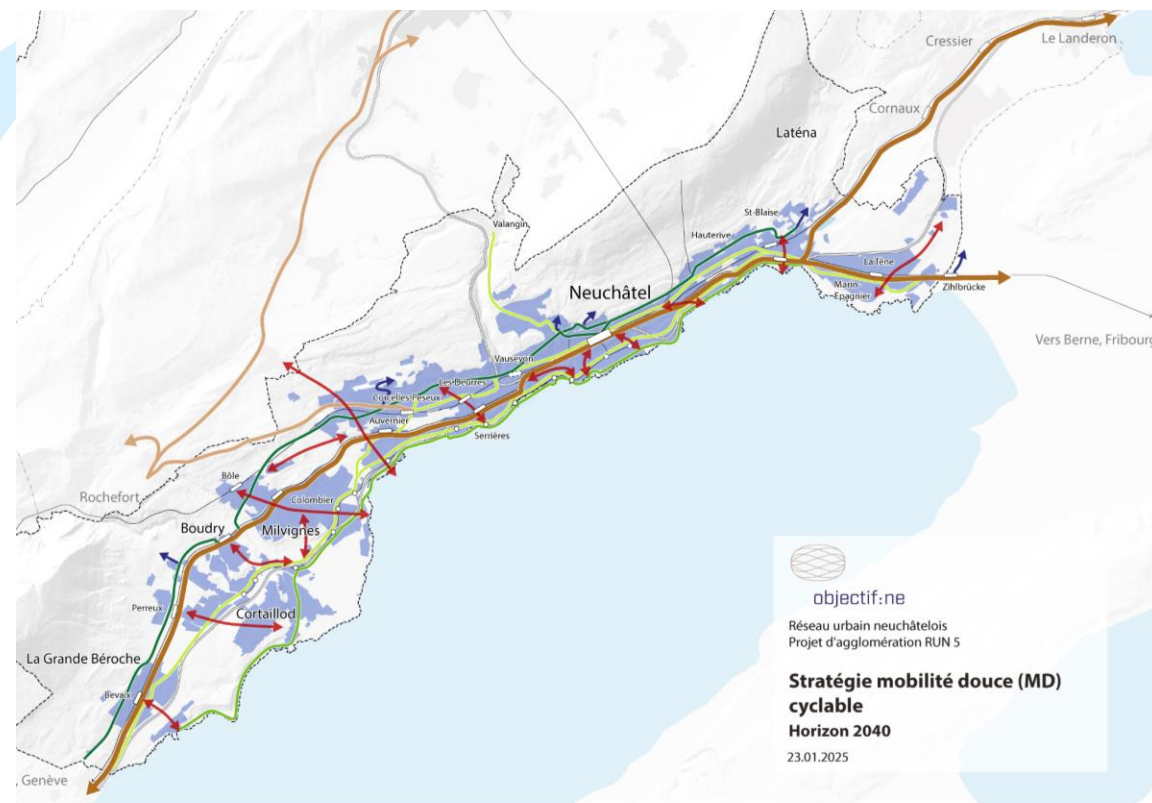 Cressier
Le Landeron
Cornaux
Laténa
St-Blaise
Valangin
Hauterive
La Tène
Neuchâtel
Marin
Epagnier
Zihlbrücke
Vers Berne, Fribourg
Vauseyon
Les Deurres
Corcelles-Peseux
Auvernier
Serrières
Bôle
Rochefort
Colombier
Boudry
Milvignes
Perreux
Cortaillod
La Grande Béroche
Bevaix
Genève
objectif:ne
Réseau urbain neuchâtelois
Projet d'agglomération RUN 5
Stratégie mobilité douce (MD)
cyclable
Horizon 2040
23.01.2025